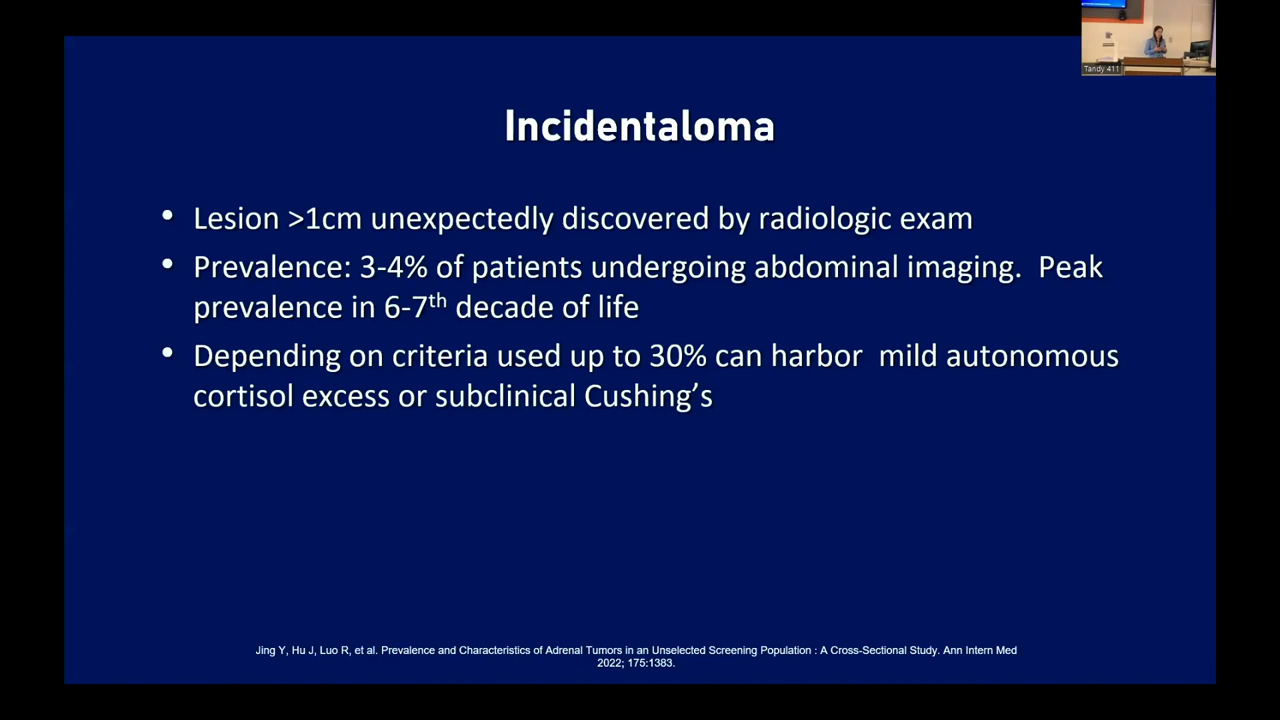 Tandy 411
Incidentaloma
• Lesion >1cm unexpectedly discovered by radiologic exam
• Prevalence: 3-4% of patients undergoing abdominal imaging.  Peak
prevalence in 6-7th decade of life
• Depending on criteria used up to 30% can harbor  mild autonomous
cortisol excess or subclinical Cushing’s
Jing Y, Hu J, Luo R, et al. Prevalence and Characteristics of Adrenal Tumors in an Unselected Screening Population : A Cross-Sectional Study. Ann Intern Med
2022; 175:1383.